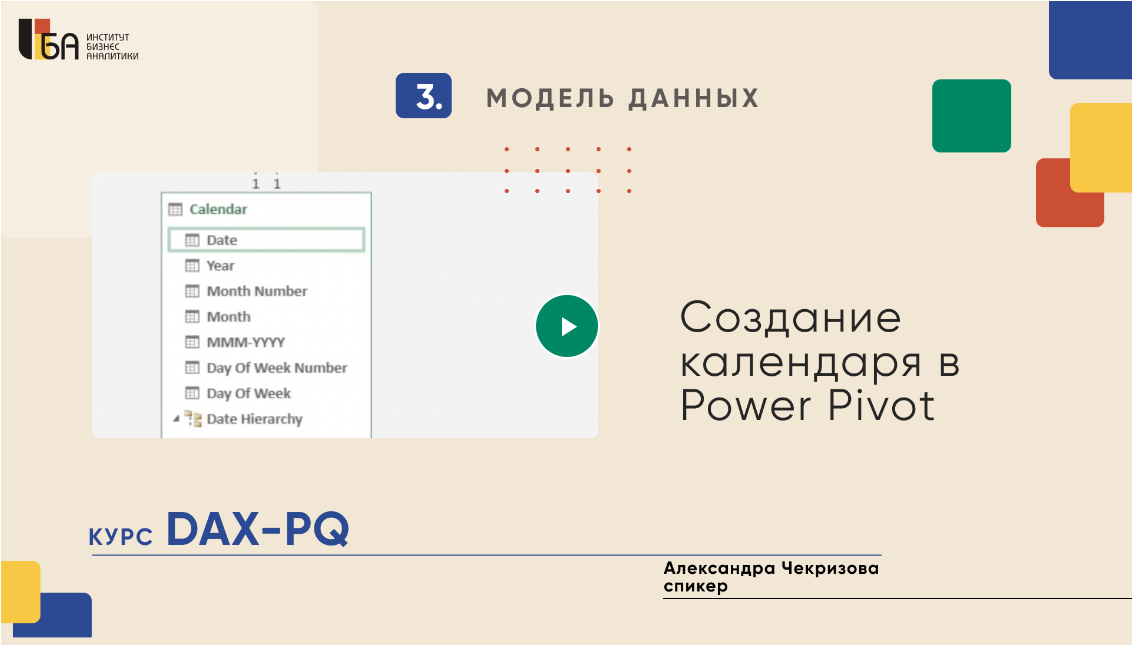 БА ИНСТИТУТ
БИЗНЕС
АНАЛИТИКИ
3. МОДЕЛЬ ДАННЫХ
1 1
Calendar
Date
Year
Month Number
Month
MMM-YYYY
Day Of Week Number
Day Of Week
Date Hierarchy
Создание
календаря в
Power Pivot
КУРС DAX-PQ
Александра Чекризова
спикер